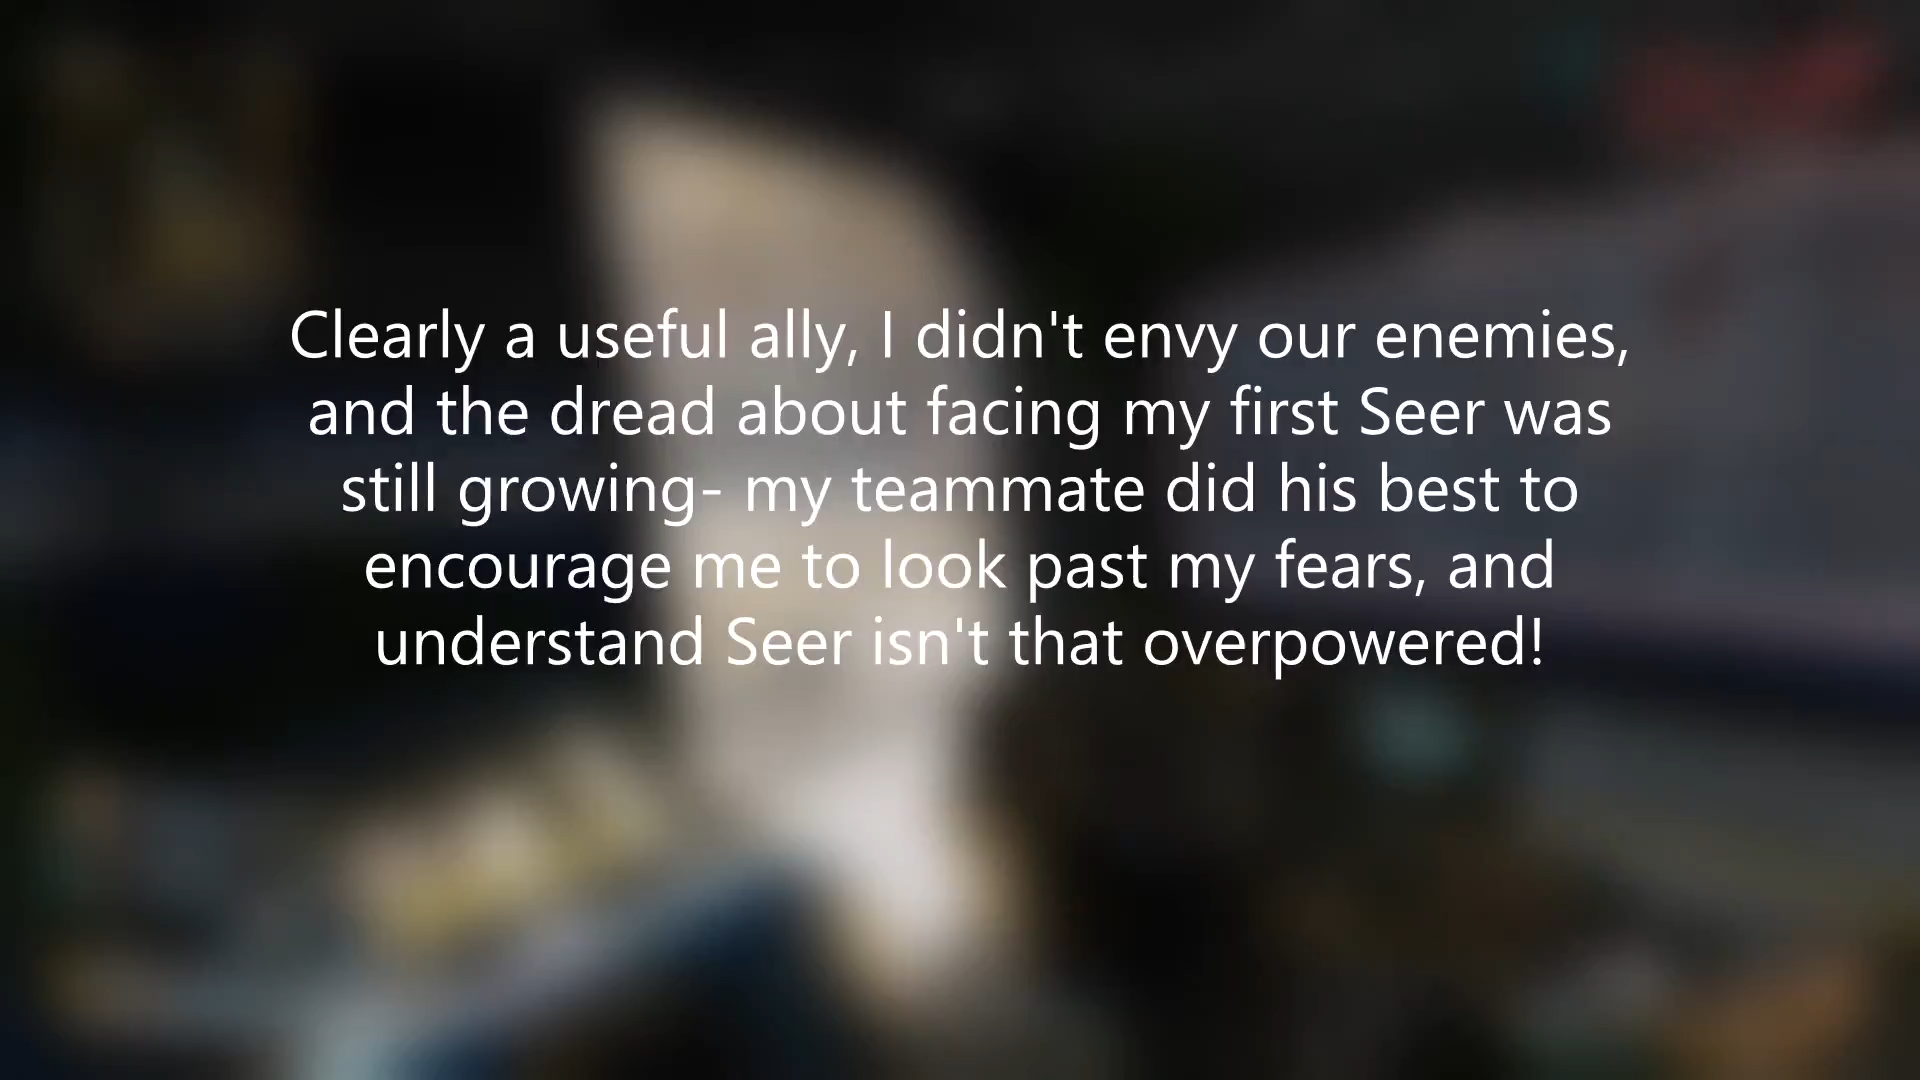 Clearly a useful ally, I didn't envy our enemies,
and the dread about facing my first Seer was
still growing- my teammate did his best to
encourage me to look past my fears, and
understand Seer isn't that overpowered!